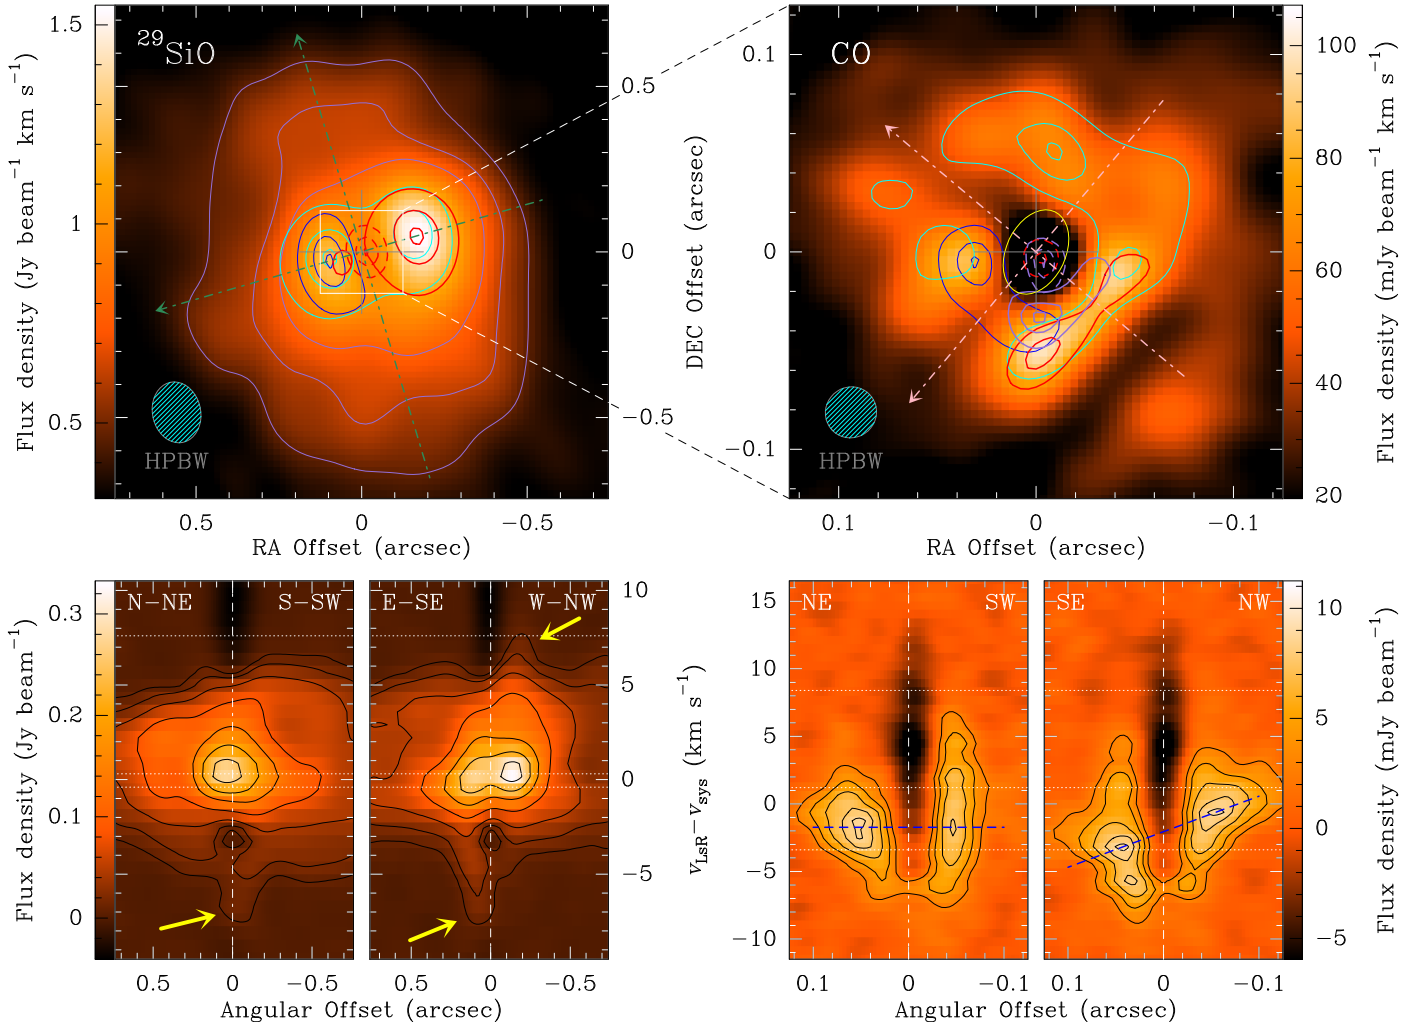 ²⁹SiO
HPBW
1.5
1
0.5
Flux density (Jy beam⁻¹ km s⁻¹)
0.5 0 −0.5
RA Offset (arcsec)
0.5
0
−0.5
DEC Offset (arcsec)
CO
HPBW
0.1
0
−0.1
0.1 0 −0.1
RA Offset (arcsec)
100
80
60
40
20
Flux density (mJy beam⁻¹ km s⁻¹)
N−NE S−SW
E−SE W−NW
0.3
0.2
0.1
0
Flux density (Jy beam⁻¹)
0.5 0 −0.5 0.5 0 −0.5
Angular Offset (arcsec)
10
5
0
−5
v_LSR − v_sys (km s⁻¹)
NE SW
SE NW
15
10
5
0
−5
−10
0.1 0 −0.1 0.1 0 −0.1
Angular Offset (arcsec)
10
5
0
−5
Flux density (mJy beam⁻¹)